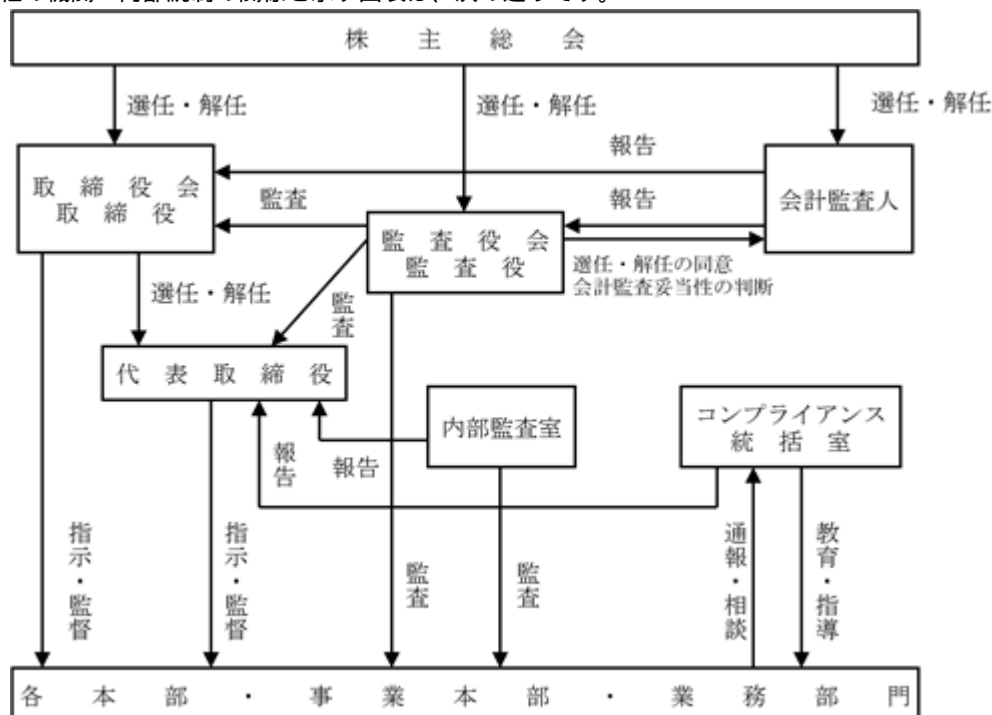 株主総会
選任・解任
選任・解任
選任・解任
報告
取締役会
取締役
監査
報告
会計監査人
監査役会
監査役
選任・解任の同意
会計監査妥当性の判断
選任・解任
監査
代表取締役
内部監査室
コンプライアンス
統括室
報告
報告
指示・監督
指示・監督
監査
監査
通報・相談
教育・指導
各本部・事業本部・業務部門